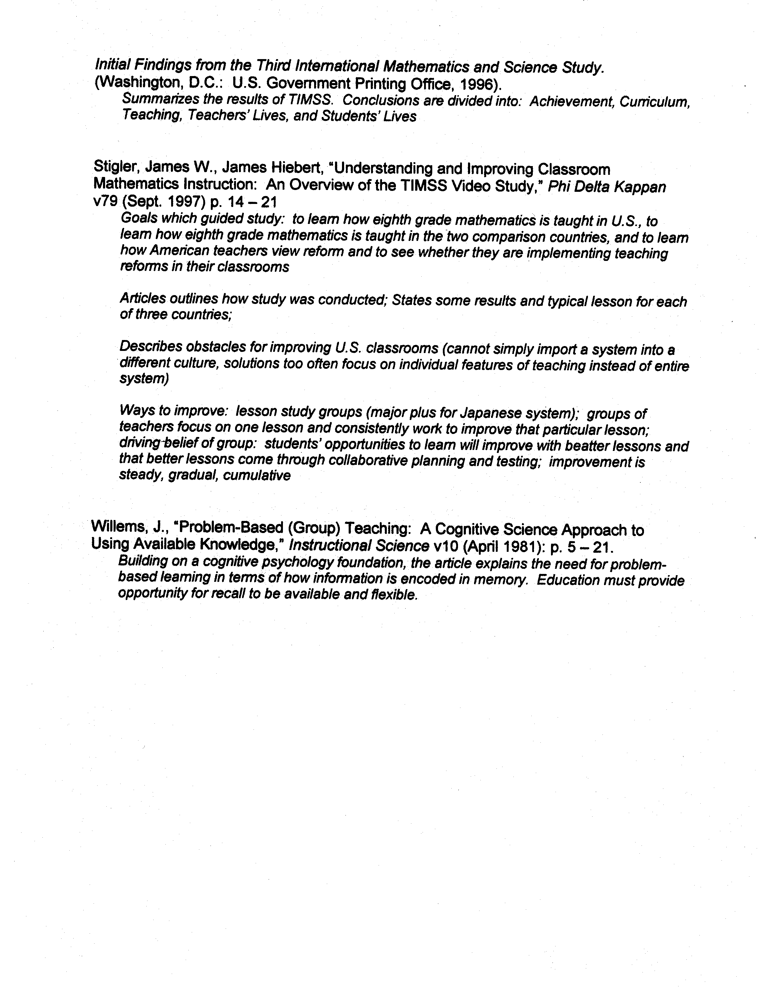 Initial Findings from the Third International Mathematics and Science Study.
(Washington, D.C.: U.S. Government Printing Office, 1996).
Summarizes the results of TIMSS. Conclusions are divided into: Achievement, Curriculum,
Teaching, Teachers' Lives, and Students' Lives
Stigler, James W., James Hiebert, "Understanding and Improving Classroom
Mathematics Instruction: An Overview of the TIMSS Video Study," Phi Delta Kappan
v79 (Sept. 1997) p. 14 – 21
Goals which guided study: to learn how eighth grade mathematics is taught in U.S., to
learn how eighth grade mathematics is taught in the two comparison countries, and to learn
how American teachers view reform and to see whether they are implementing teaching
reforms in their classrooms
Articles outlines how study was conducted; States some results and typical lesson for each
of three countries;
Describes obstacles for improving U.S. classrooms (cannot simply import a system into a
different culture, solutions too often focus on individual features of teaching instead of entire
system)
Ways to improve: lesson study groups (major plus for Japanese system); groups of
teachers focus on one lesson and consistently work to improve that particular lesson;
driving belief of group: students' opportunities to learn will improve with beatter lessons and
that better lessons come through collaborative planning and testing; improvement is
steady, gradual, cumulative
Willems, J., "Problem-Based (Group) Teaching: A Cognitive Science Approach to
Using Available Knowledge," Instructional Science v10 (April 1981): p. 5 – 21.
Building on a cognitive psychology foundation, the article explains the need for problem-
based learning in terms of how information is encoded in memory. Education must provide
opportunity for recall to be available and flexible.